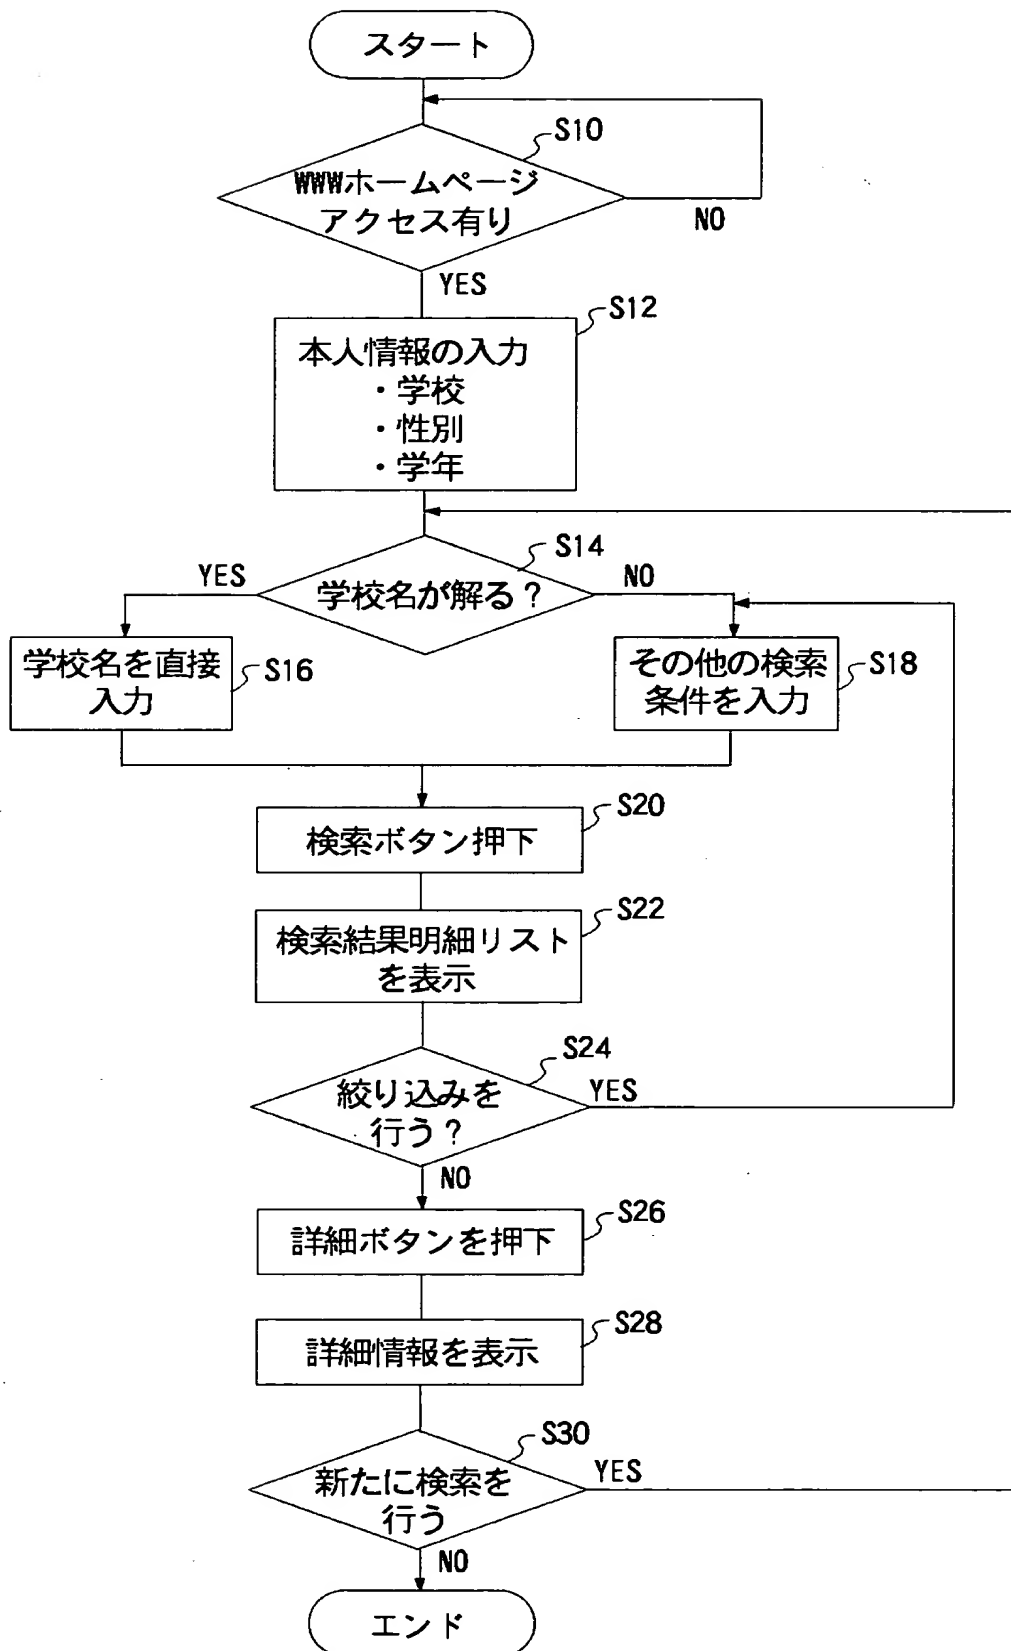 スタート
S10
WWWホームページ
アクセス有り
NO
YES
S12
本人情報の入力
・学校
・性別
・学年
S14
YES
学校名が解る？
NO
学校名を直接
入力
S16
その他の検索
条件を入力
S18
S20
検索ボタン押下
S22
検索結果明細リスト
を表示
S24
絞り込みを
行う？
YES
NO
S26
詳細ボタンを押下
S28
詳細情報を表示
S30
新たに検索を
行う
YES
NO
エンド